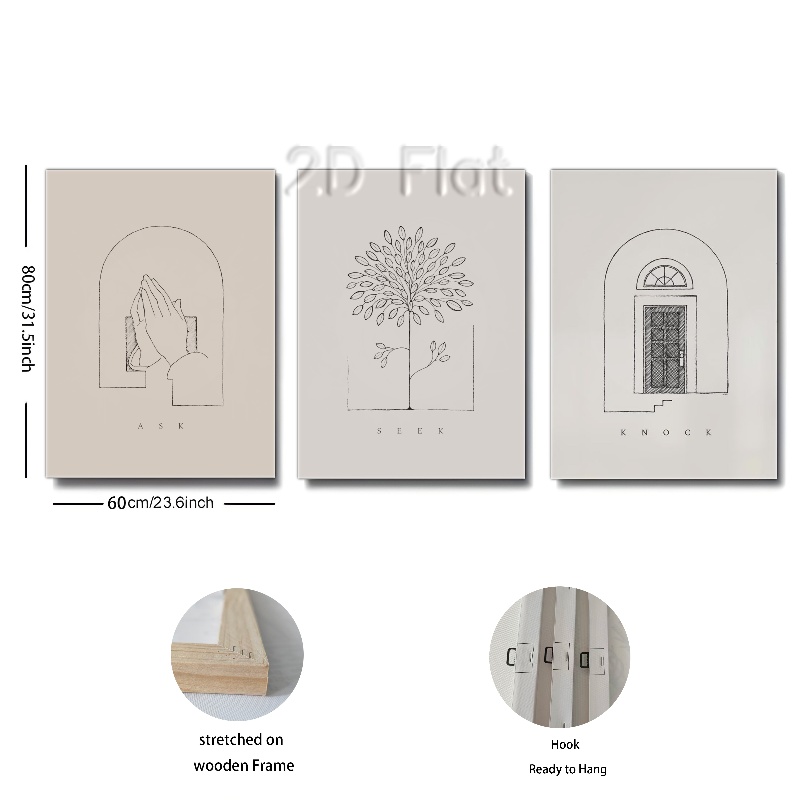 2D Flat
80cm/31.5inch
ASK
SEEK
KNOCK
60cm/23.6inch
stretched on
wooden Frame
Hook
Ready to Hang